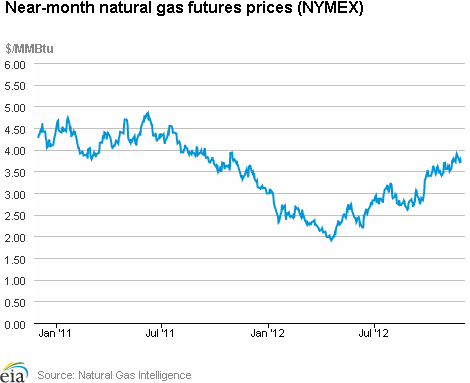 Near-month natural gas futures prices (NYMEX)
$/MMBtu
6.00
5.50
5.00
4.50
4.00
3.50
3.00
2.50
2.00
1.50
1.00
0.50
0.00
Jan '11
Jul '11
Jan '12
Jul '12
eia
Source: Natural Gas Intelligence